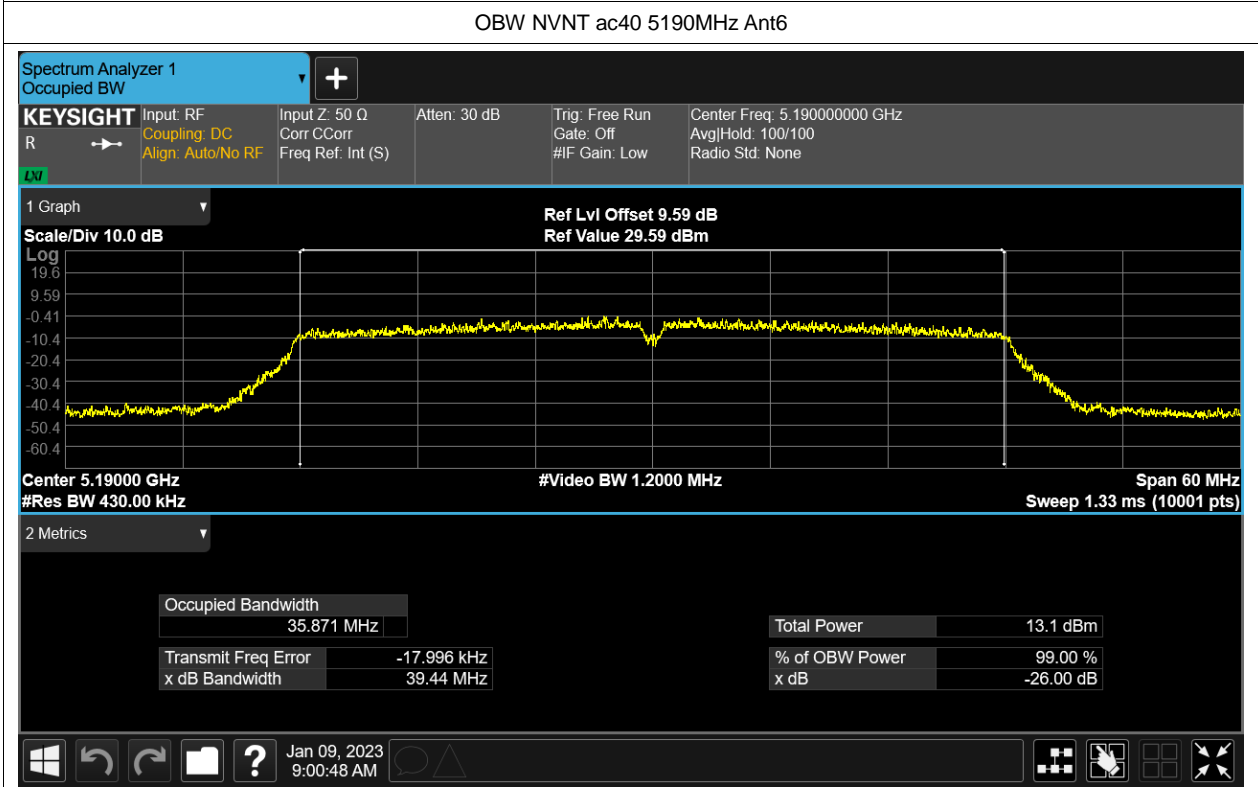 OBW NVNT ac40 5190MHz Ant6
Spectrum Analyzer 1
Occupied BW
KEYSIGHT Input: RF Input Z: 50 Ω Atten: 30 dB Trig: Free Run Center Freq: 5.190000000 GHz
R Coupling: DC Corr CCorr Gate: Off Avg|Hold: 100/100
Align: Auto/No RF Freq Ref: Int (S) #IF Gain: Low Radio Std: None
LXI
1 Graph
Ref Lvl Offset 9.59 dB
Scale/Div 10.0 dB Ref Value 29.59 dBm
Log
19.6
9.59
-0.41
-10.4
-20.4
-30.4
-40.4
-50.4
-60.4
Center 5.19000 GHz #Video BW 1.2000 MHz Span 60 MHz
#Res BW 430.00 kHz Sweep 1.33 ms (10001 pts)
2 Metrics
Occupied Bandwidth
35.871 MHz Total Power 13.1 dBm
Transmit Freq Error -17.996 kHz % of OBW Power 99.00 %
x dB Bandwidth 39.44 MHz x dB -26.00 dB
? Jan 09, 2023
9:00:48 AM